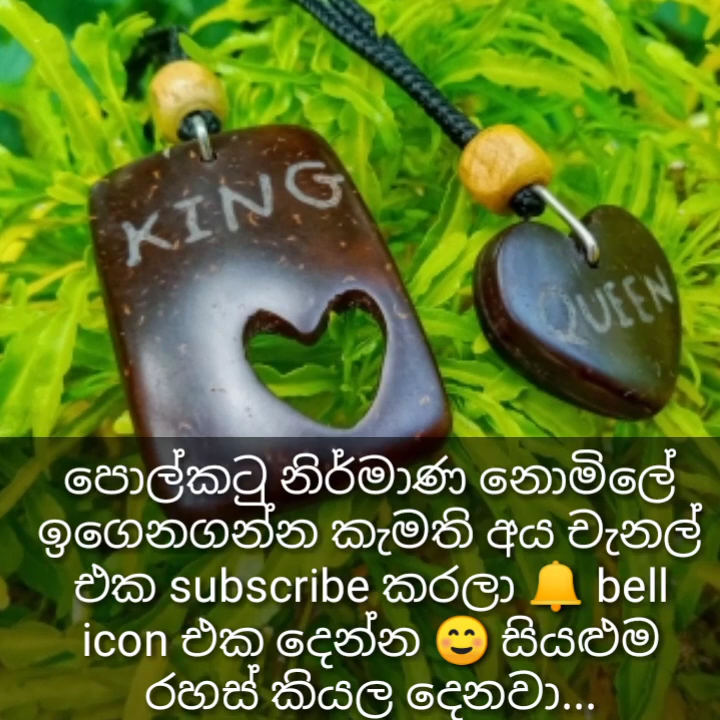 KING
QUEEN
පොල්කටු නිර්මාණ නොමිලේ
ඉගෙනගන්න කැමති අය චැනල්
එක subscribe කරලා 🔔 bell
icon එක දෙන්න 😊 සියළුම
රහස් කියල දෙනවා...